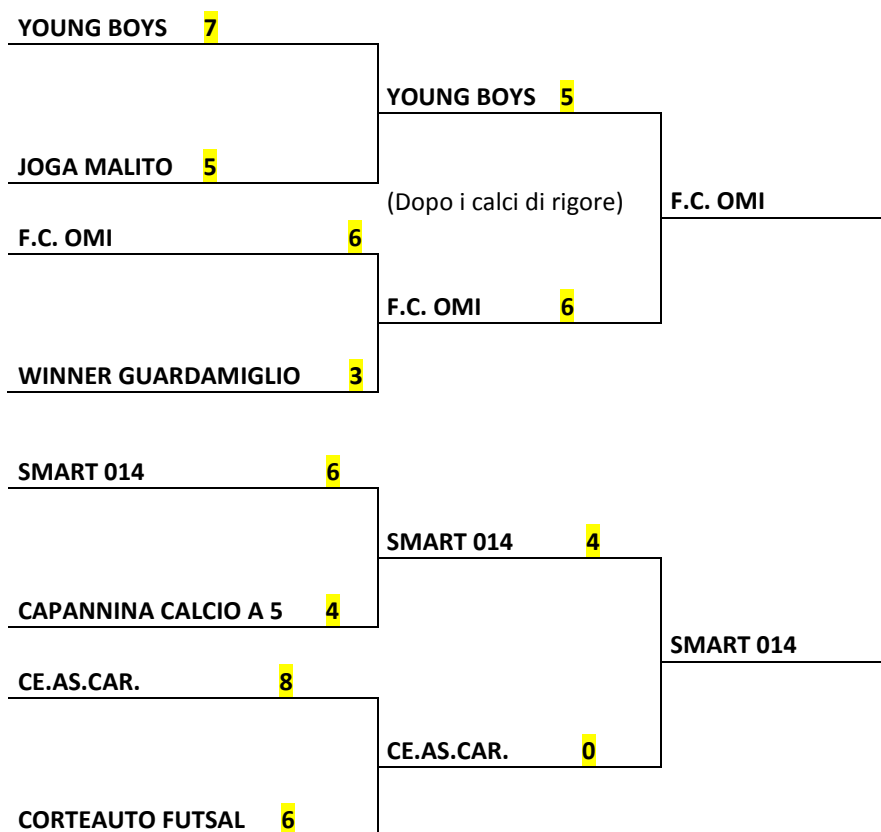 YOUNG BOYS 7
YOUNG BOYS 5
JOGA MALITO 5
(Dopo i calci di rigore)
F.C. OMI
F.C. OMI 6
F.C. OMI 6
WINNER GUARDAMIGLIO 3
SMART 014 6
SMART 014 4
CAPANNINA CALCIO A 5 4
SMART 014
CE.AS.CAR. 8
CE.AS.CAR. 0
CORTEAUTO FUTSAL 6